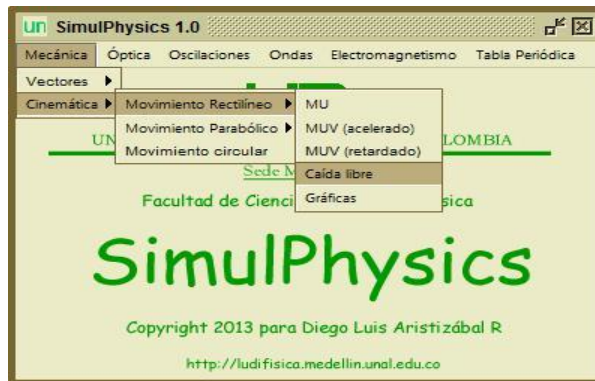 un SimulPhysics 1.0
Mecánica Óptica Oscilaciones Ondas Electromagnetismo Tabla Periódica
Vectores
Cinemática Movimiento Rectilíneo MU
Movimiento Parabólico MUV (acelerado)
UN LOMBIA
Movimiento circular MUV (retardado)
Sede M Caída libre
Facultad de Cienci Gráficas sica
SimulPhysics
Copyright 2013 para Diego Luis Aristizábal R
http://ludifisica.medellin.unal.edu.co